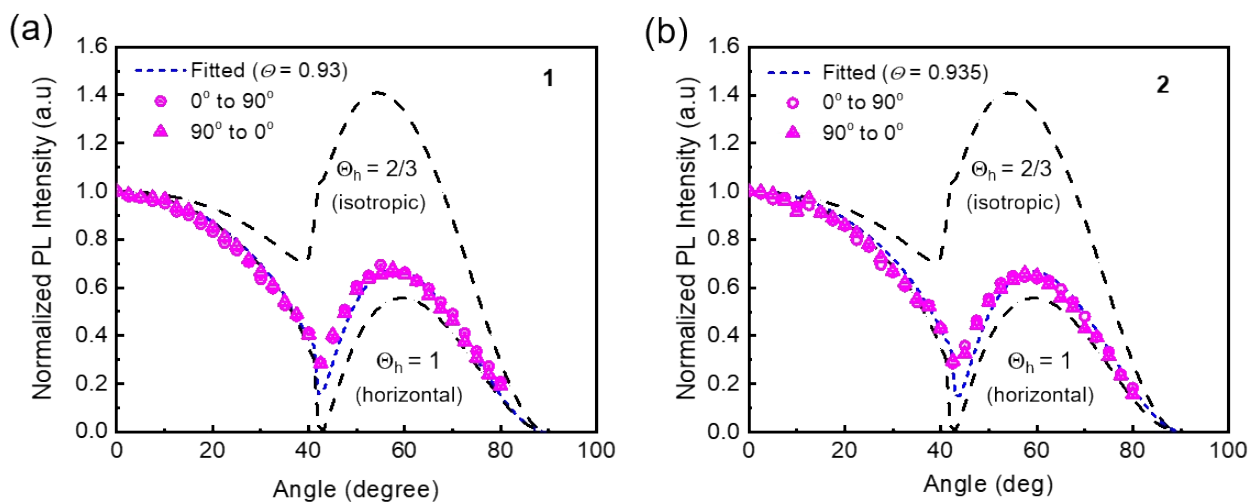 (a)
Normalized PL Intensity (a.u)
1.6
1.4
1.2
1.0
0.8
0.6
0.4
0.2
0.0
Fitted (Θ = 0.93)
0° to 90°
90° to 0°
1
Θh = 2/3
(isotropic)
Θh = 1
(horizontal)
0 20 40 60 80 100
Angle (degree)
(b)
Normalized PL Intensity (a.u)
1.6
1.4
1.2
1.0
0.8
0.6
0.4
0.2
0.0
Fitted (Θ = 0.935)
0° to 90°
90° to 0°
2
Θh = 2/3
(isotropic)
Θh = 1
(horizontal)
0 20 40 60 80 100
Angle (deg)